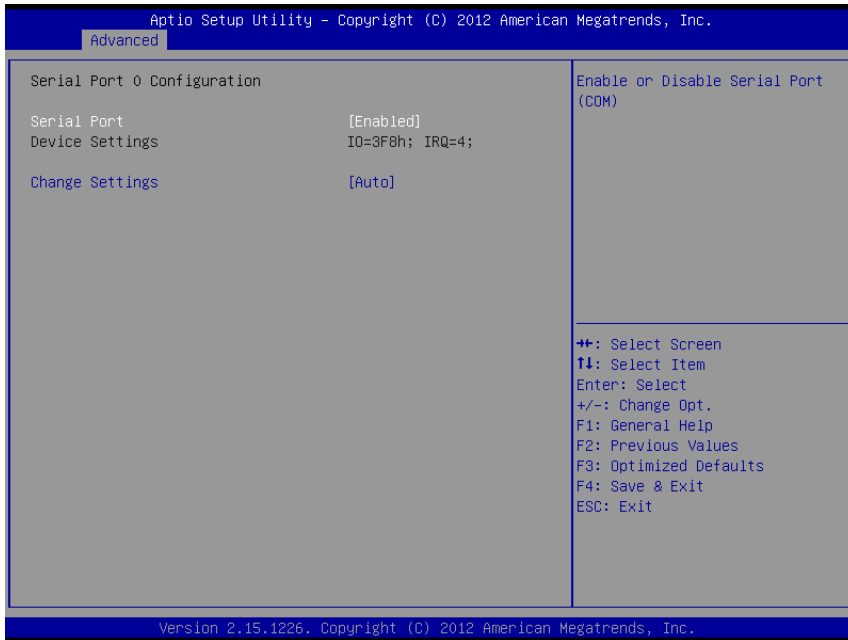 Aptio Setup Utility – Copyright (C) 2012 American Megatrends, Inc.
Advanced
Serial Port 0 Configuration
Serial Port [Enabled]
Device Settings IO=3F8h; IRQ=4;
Change Settings [Auto]
Enable or Disable Serial Port
(COM)
→←: Select Screen
↑↓: Select Item
Enter: Select
+/-: Change Opt.
F1: General Help
F2: Previous Values
F3: Optimized Defaults
F4: Save & Exit
ESC: Exit
Version 2.15.1226. Copyright (C) 2012 American Megatrends, Inc.